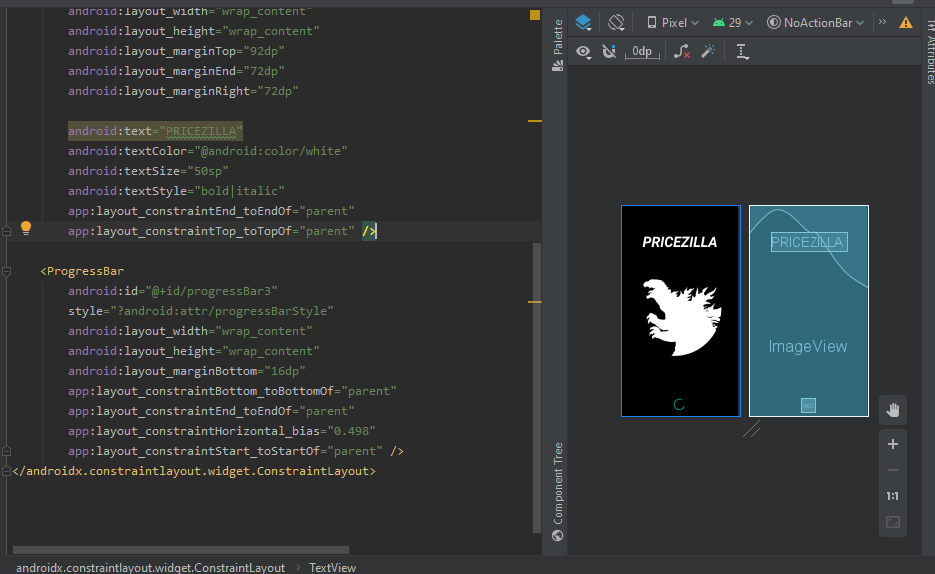 android:layout_width="wrap_content"
android:layout_height="wrap_content"
android:layout_marginTop="92dp"
android:layout_marginEnd="72dp"
android:layout_marginRight="72dp"
android:text="PRICEZILLA"
android:textColor="@android:color/white"
android:textSize="50sp"
android:textStyle="bold|italic"
app:layout_constraintEnd_toEndOf="parent"
app:layout_constraintTop_toTopOf="parent" />
<ProgressBar
android:id="@+id/progressBar3"
style="?android:attr/progressBarStyle"
android:layout_width="wrap_content"
android:layout_height="wrap_content"
android:layout_marginBottom="16dp"
app:layout_constraintBottom_toBottomOf="parent"
app:layout_constraintEnd_toEndOf="parent"
app:layout_constraintHorizontal_bias="0.498"
app:layout_constraintStart_toStartOf="parent" />
</androidx.constraintlayout.widget.ConstraintLayout>
androidx.constraintlayout.widget.ConstraintLayout > TextView
Palette
Component Tree
Pixel 29 NoActionBar »
0dp
PRICEZILLA
PRICEZILLA
ImageView
1:1
Attributes